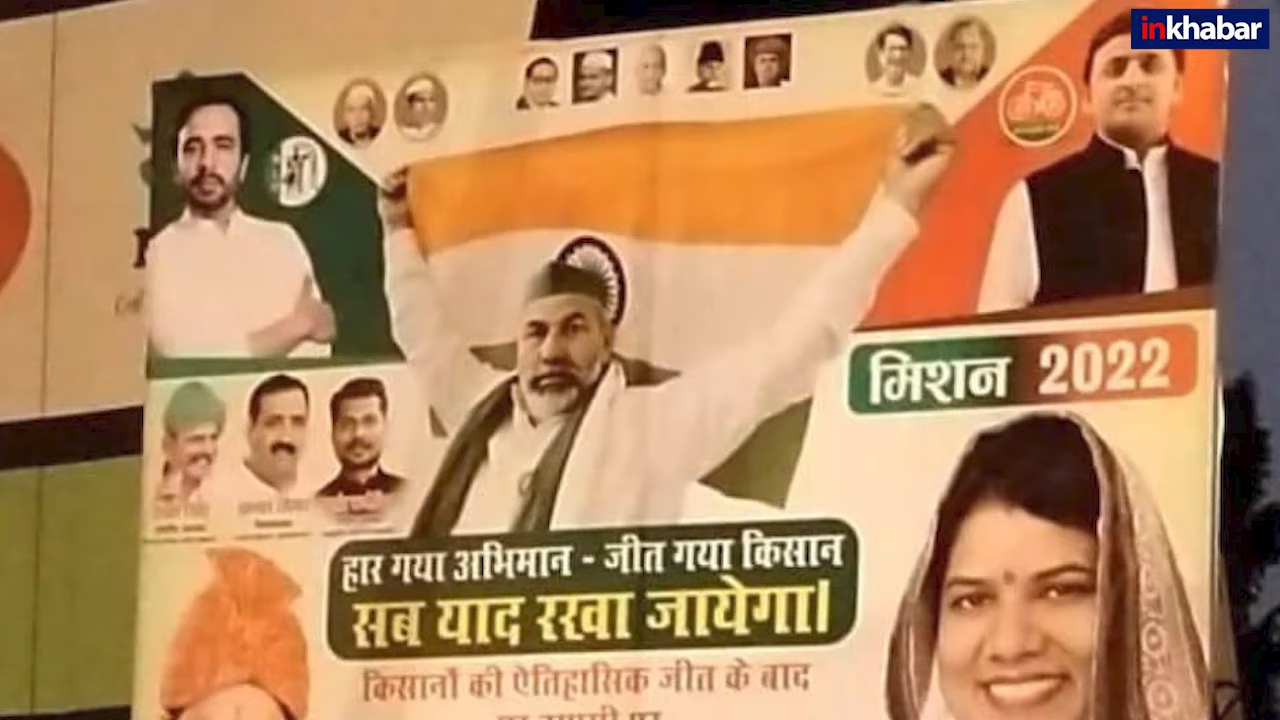 inkhabar
मिशन 2022
हार गया अभिमान - जीत गया किसान
सब याद रखा जायेगा।
किसानों की ऐतिहासिक जीत के बाद